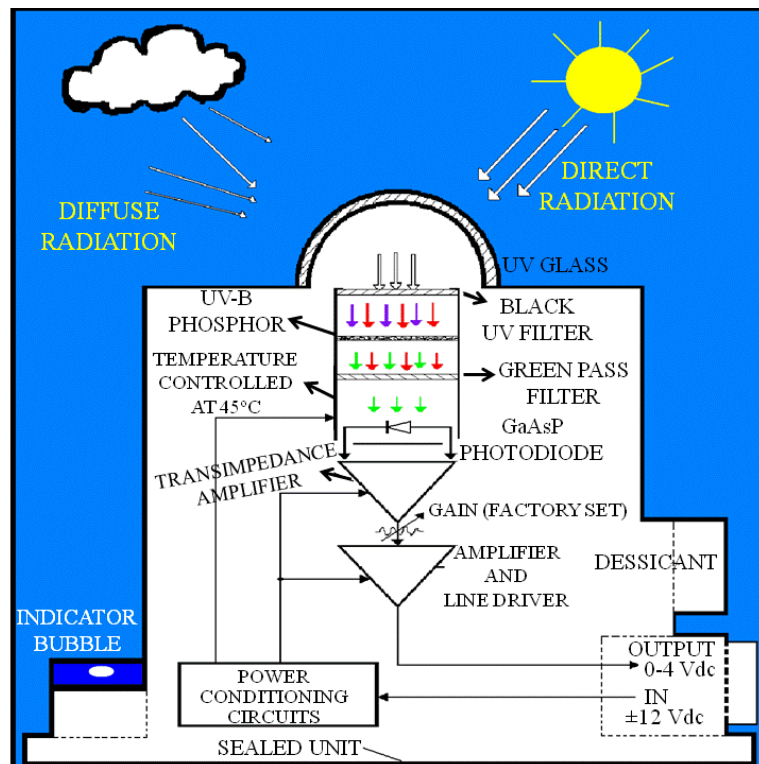 DIFFUSE
RADIATION
DIRECT
RADIATION
UV GLASS
UV-B
PHOSPHOR
BLACK
UV FILTER
TEMPERATURE
CONTROLLED
AT 45°C
GREEN PASS
FILTER
GaAsP
PHOTODIODE
TRANSIMPEDANCE
AMPLIFIER
GAIN (FACTORY SET)
AMPLIFIER
AND
LINE DRIVER
DESSICANT
INDICATOR
BUBBLE
POWER
CONDITIONING
CIRCUITS
OUTPUT
0-4 Vdc
IN
±12 Vdc
SEALED UNIT